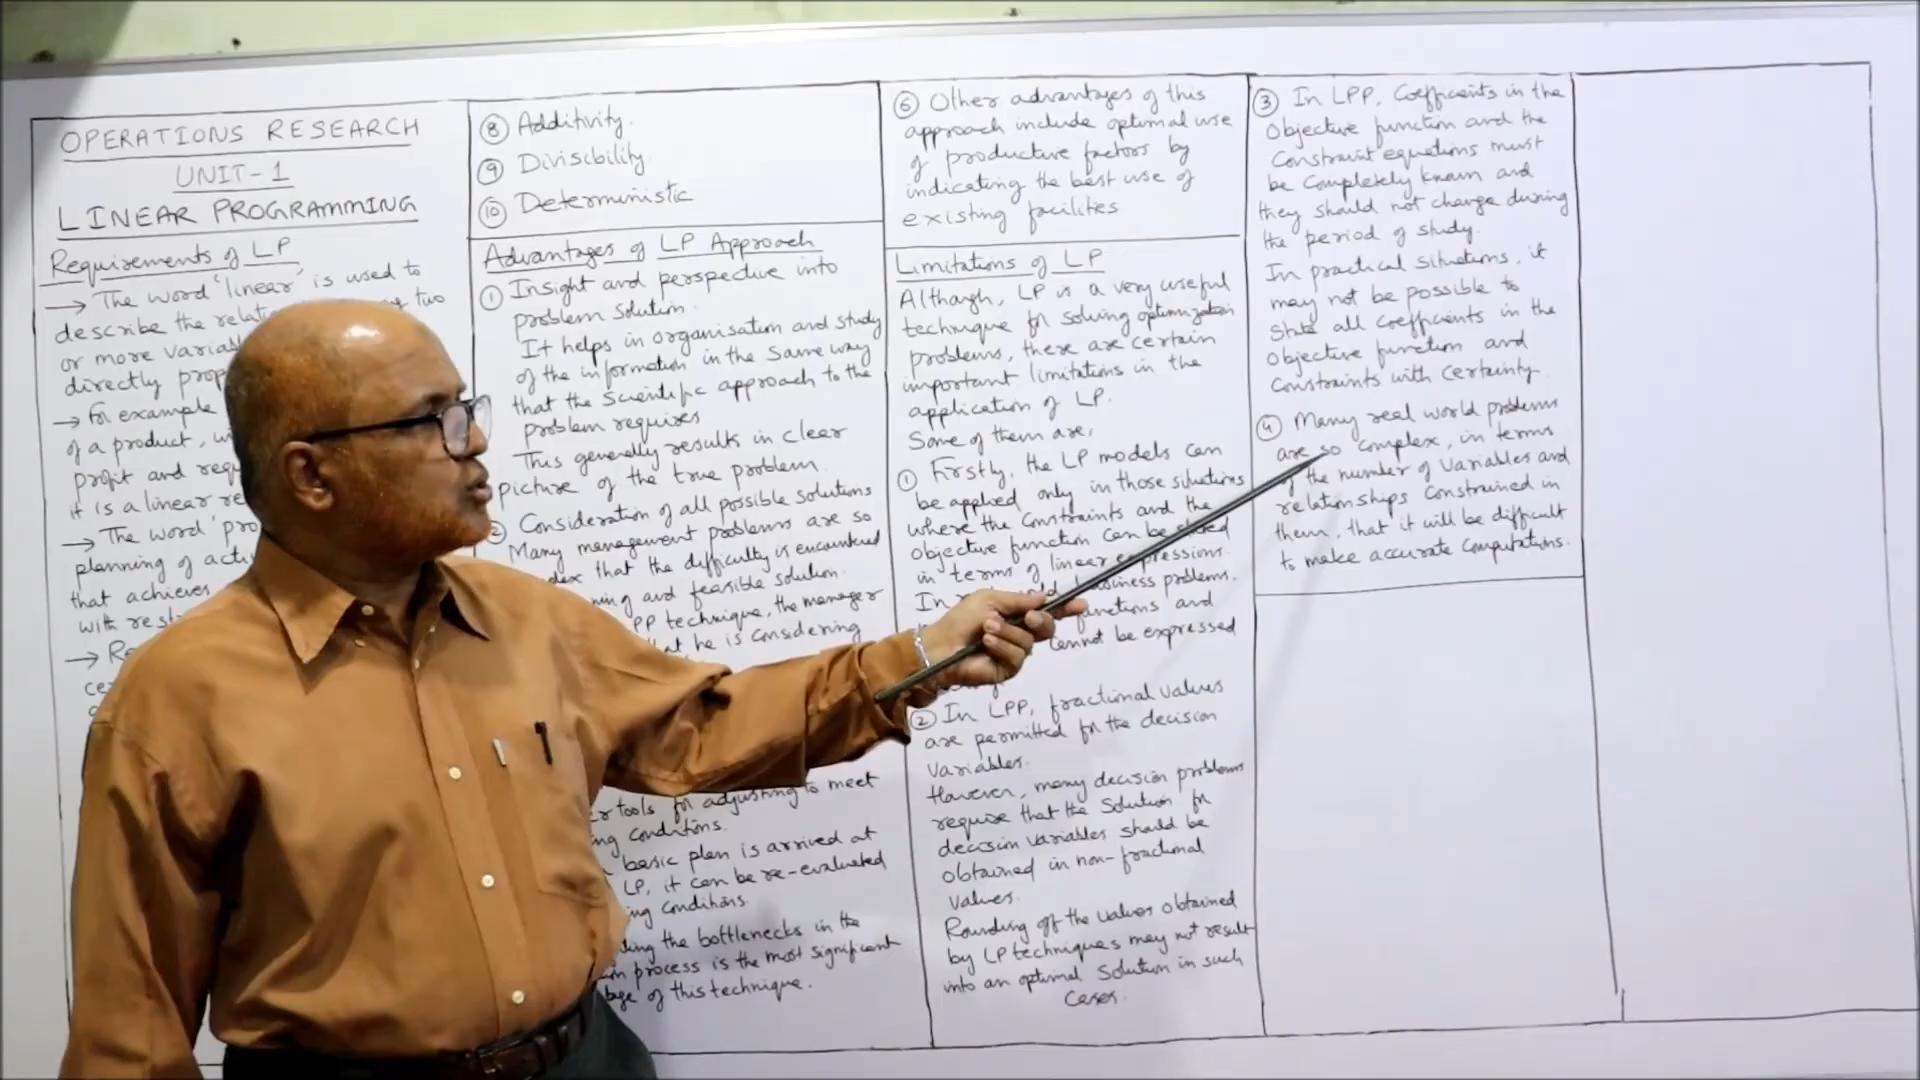 OPERATIONS RESEARCH
UNIT-1
LINEAR PROGRAMMING
Requirements of LP
→ The word 'linear' is used to
describe the two
or more
directly
→ For example
of a product,
profit and
it is a linear
→ The word
planning of
that achieves
with
→
⑧ Additivity.
⑨ Divisibility.
⑩ Deterministic
Advantages of LP Approach
① Insight and perspective into
problem solution.
It helps in organisation and study
of the information in the same way
that the scientific approach to the
problem requires
This generally results in clear
picture of the true problem.
② Consideration of all possible solutions
Many management problems are so
that the difficulty is encountered
and feasible solution.
technique, the manager
he is considering
tools for adjusting to meet
conditions.
basic plan is arrived at
LP, it can be re-evaluated
conditions
the bottlenecks in the
process is the most significant
of this technique.
⑥ Other advantages of this
approach include optimal use
of productive factors by
indicating the best use of
existing facilities
Limitations of LP
Although, LP is a very useful
technique for solving optimization
problems, there are certain
important limitations in the
application of LP.
Some of them are,
① Firstly, the LP models can
be applied only in those situations
where the constraints and the
objective function can be stated
in terms of linear expressions.
In business problems,
functions and
cannot be expressed
② In LPP, fractional values
are permitted for the decision
variables.
However, many decision problems
require that the solution for
decision variables should be
obtained in non-fractional
values.
Rounding off the values obtained
by LP techniques may not result
into an optimal solution in such
cases.
③ In LPP, Coefficients in the
Objective function and the
Constraint equations must
be completely known and
they should not change during
the period of study.
In practical situations, it
may not be possible to
state all coefficients in the
objective function and
constraints with certainty.
④ Many real world problems
are so complex, in terms
of the number of variables and
relationships constrained in
them, that it will be difficult
to make accurate computations.